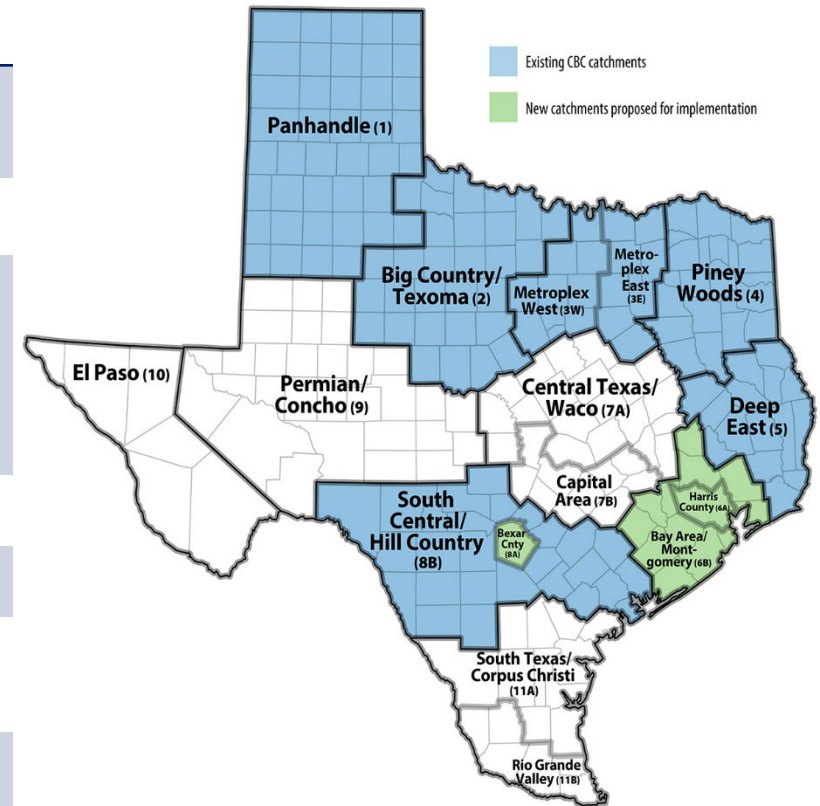 Existing CBC catchments
New catchments proposed for implementation
Panhandle (1)
Big Country/
Texoma (2)
Metroplex
West (3W)
Metro-
plex
East
(3E)
Piney
Woods (4)
El Paso (10)
Permian/
Concho (9)
Central Texas/
Waco (7A)
Deep
East (5)
Capital
Area (7B)
Harris
County (6A)
Bay Area/
Mont-
gomery (6B)
South
Central/
Hill Country
(8B)
Bexar
Cnty
(8A)
South Texas/
Corpus Christi
(11A)
Rio Grande
Valley (11B)